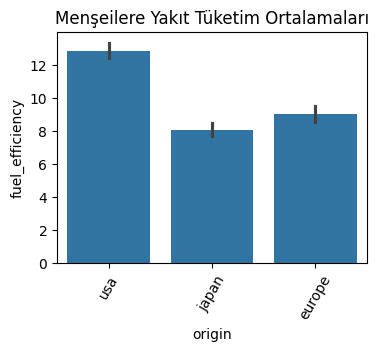 Menşeilere Yakıt Tüketim Ortalamaları
fuel_efficiency
12
10
8
6
4
2
0
usa
japan
europe
origin